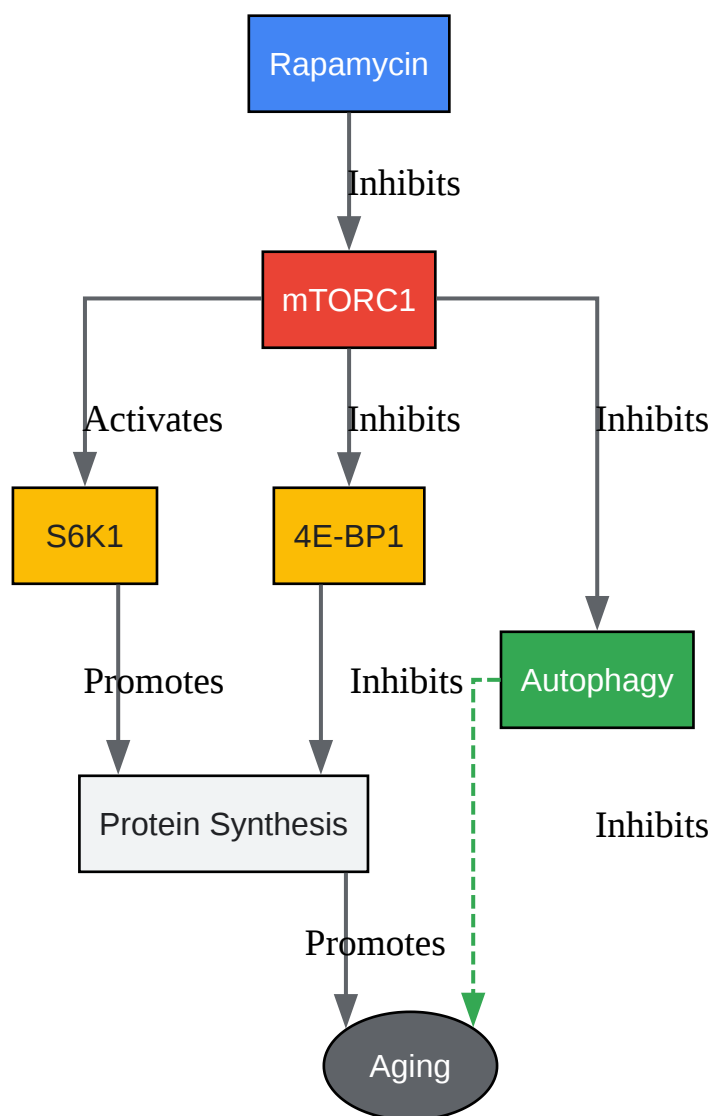 Rapamycin
Inhibits
mTORC1
Activates
Inhibits
Inhibits
S6K1
4E-BP1
Promotes
Inhibits
Autophagy
Protein Synthesis
Inhibits
Promotes
Aging